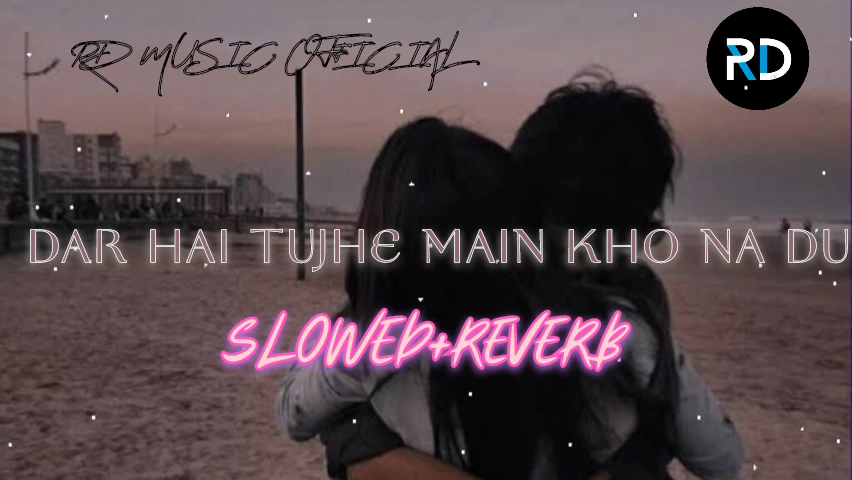 RD MUSIC OFFICIAL
RD
DAR HAI TUJHE MAIN KHO NA DU
SLOWED+REVERB